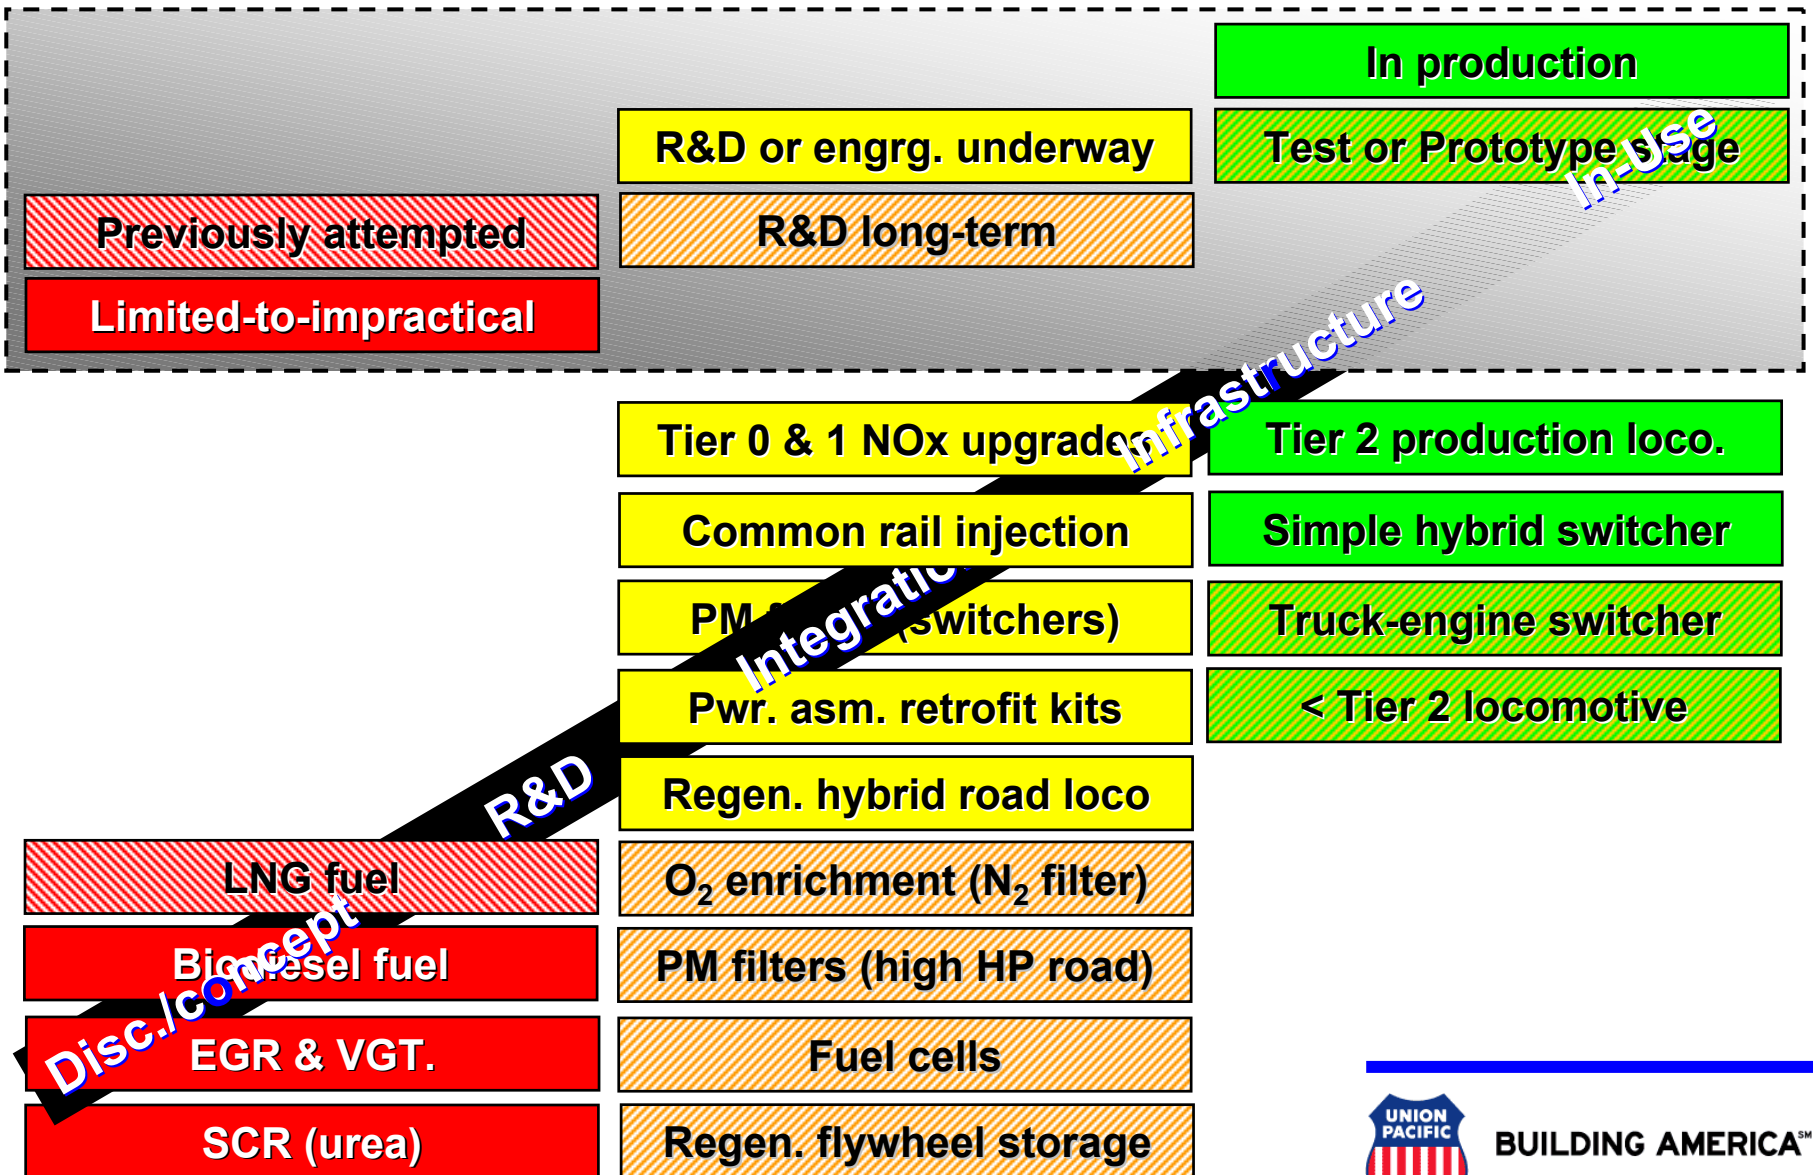 In production
R&D or engrg. underway
Test or Prototype stage
In-Use
Previously attempted
R&D long-term
Limited-to-impractical
Infrastructure
Tier 0 & 1 NOx upgrades
Tier 2 production loco.
Common rail injection
Simple hybrid switcher
Integration
PM (switchers)
Truck-engine switcher
Pwr. asm. retrofit kits
< Tier 2 locomotive
R&D
Regen. hybrid road loco
LNG fuel
O2 enrichment (N2 filter)
Disc./concept
Biodiesel fuel
PM filters (high HP road)
EGR & VGT.
Fuel cells
SCR (urea)
Regen. flywheel storage
UNION
PACIFIC
BUILDING AMERICA℠